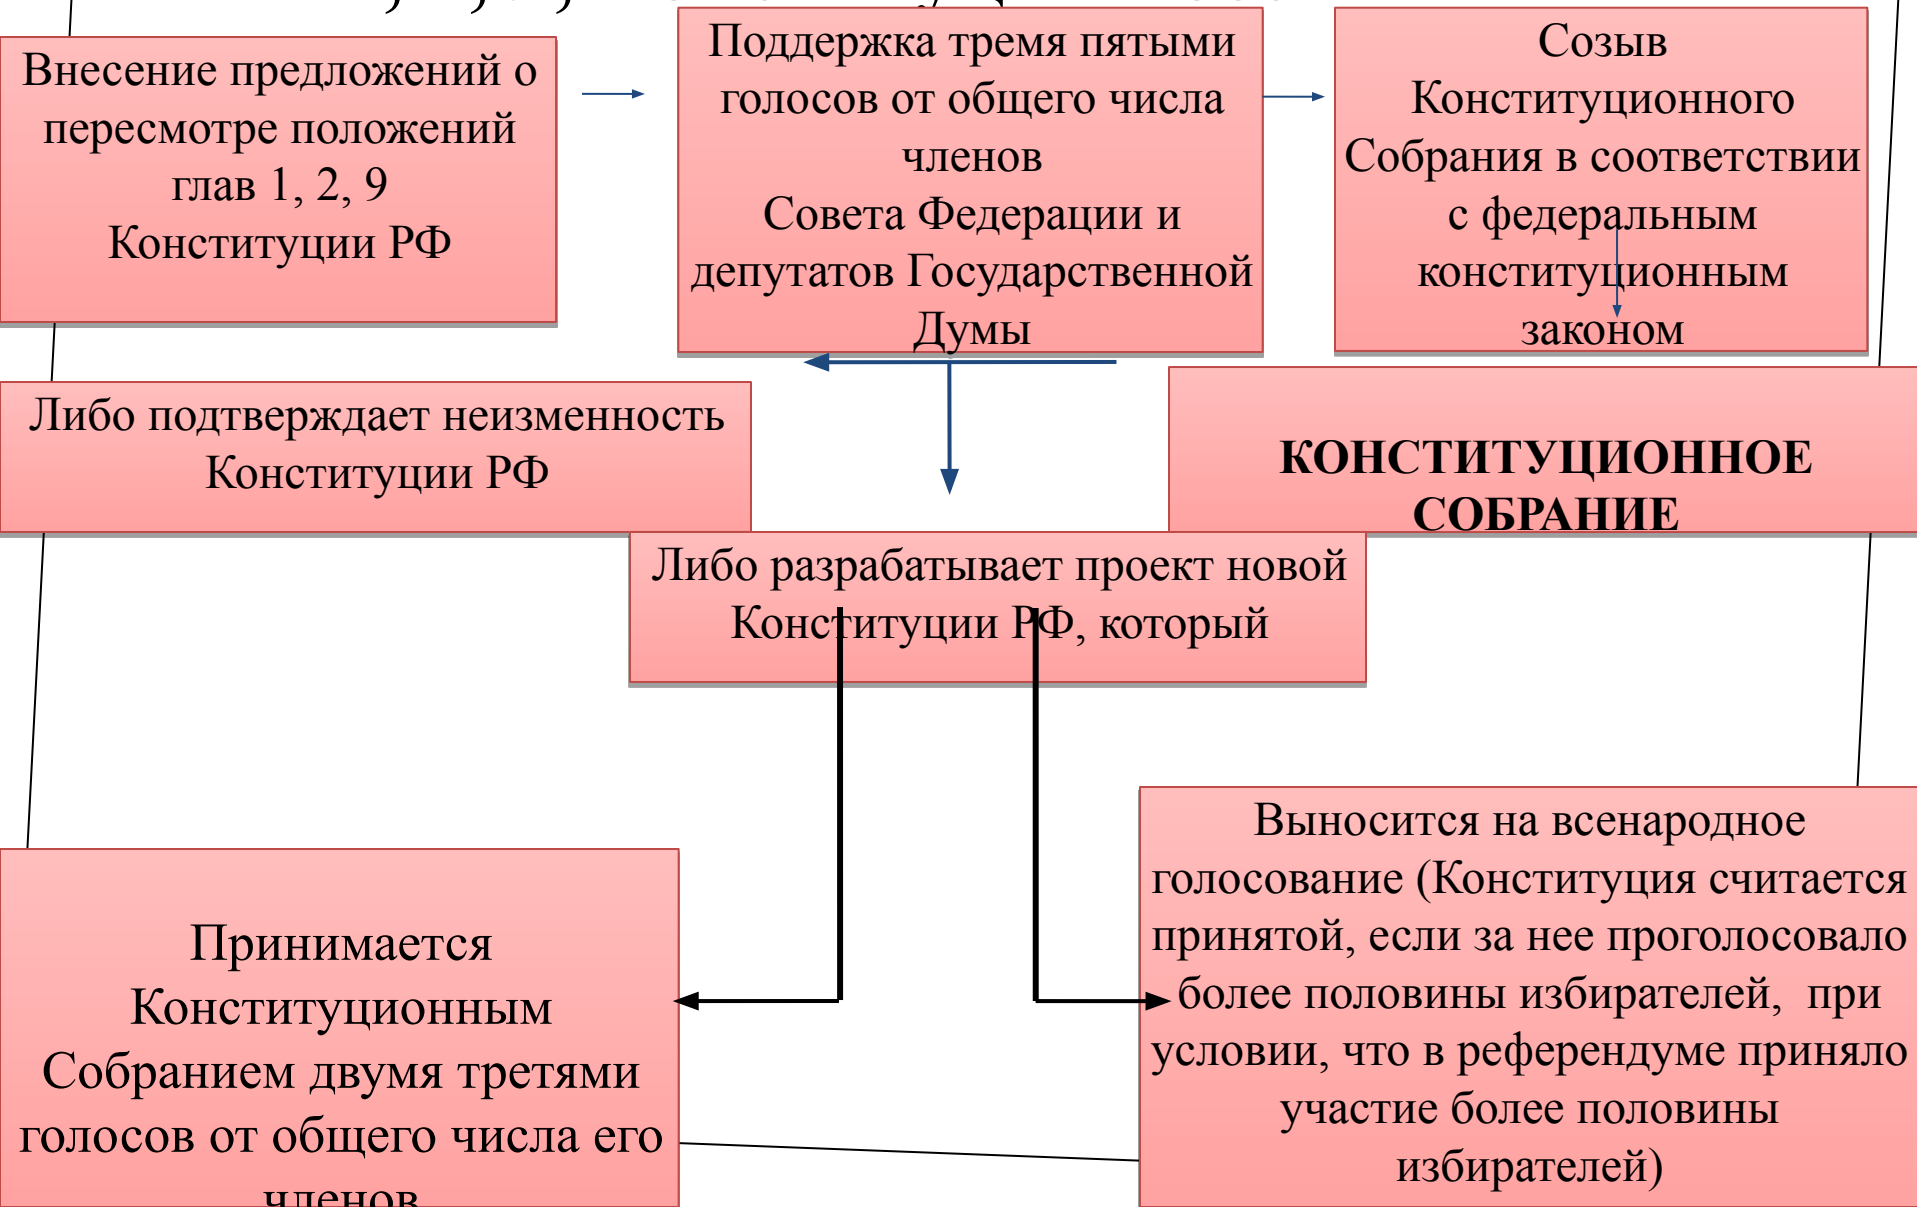 Внесение предложений о
пересмотре положений
глав 1, 2, 9
Конституции РФ
Поддержка тремя пятыми
голосов от общего числа
членов
Совета Федерации и
депутатов Государственной
Думы
Созыв
Конституционного
Собрания в соответствии
с федеральным
конституционным
законом
Либо подтверждает неизменность
Конституции РФ
КОНСТИТУЦИОННОЕ
СОБРАНИЕ
Либо разрабатывает проект новой
Конституции РФ, который
Принимается
Конституционным
Собранием двумя третями
голосов от общего числа его
членов
Выносится на всенародное
голосование (Конституция считается
принятой, если за нее проголосовало
более половины избирателей, при
условии, что в референдуме приняло
участие более половины
избирателей)